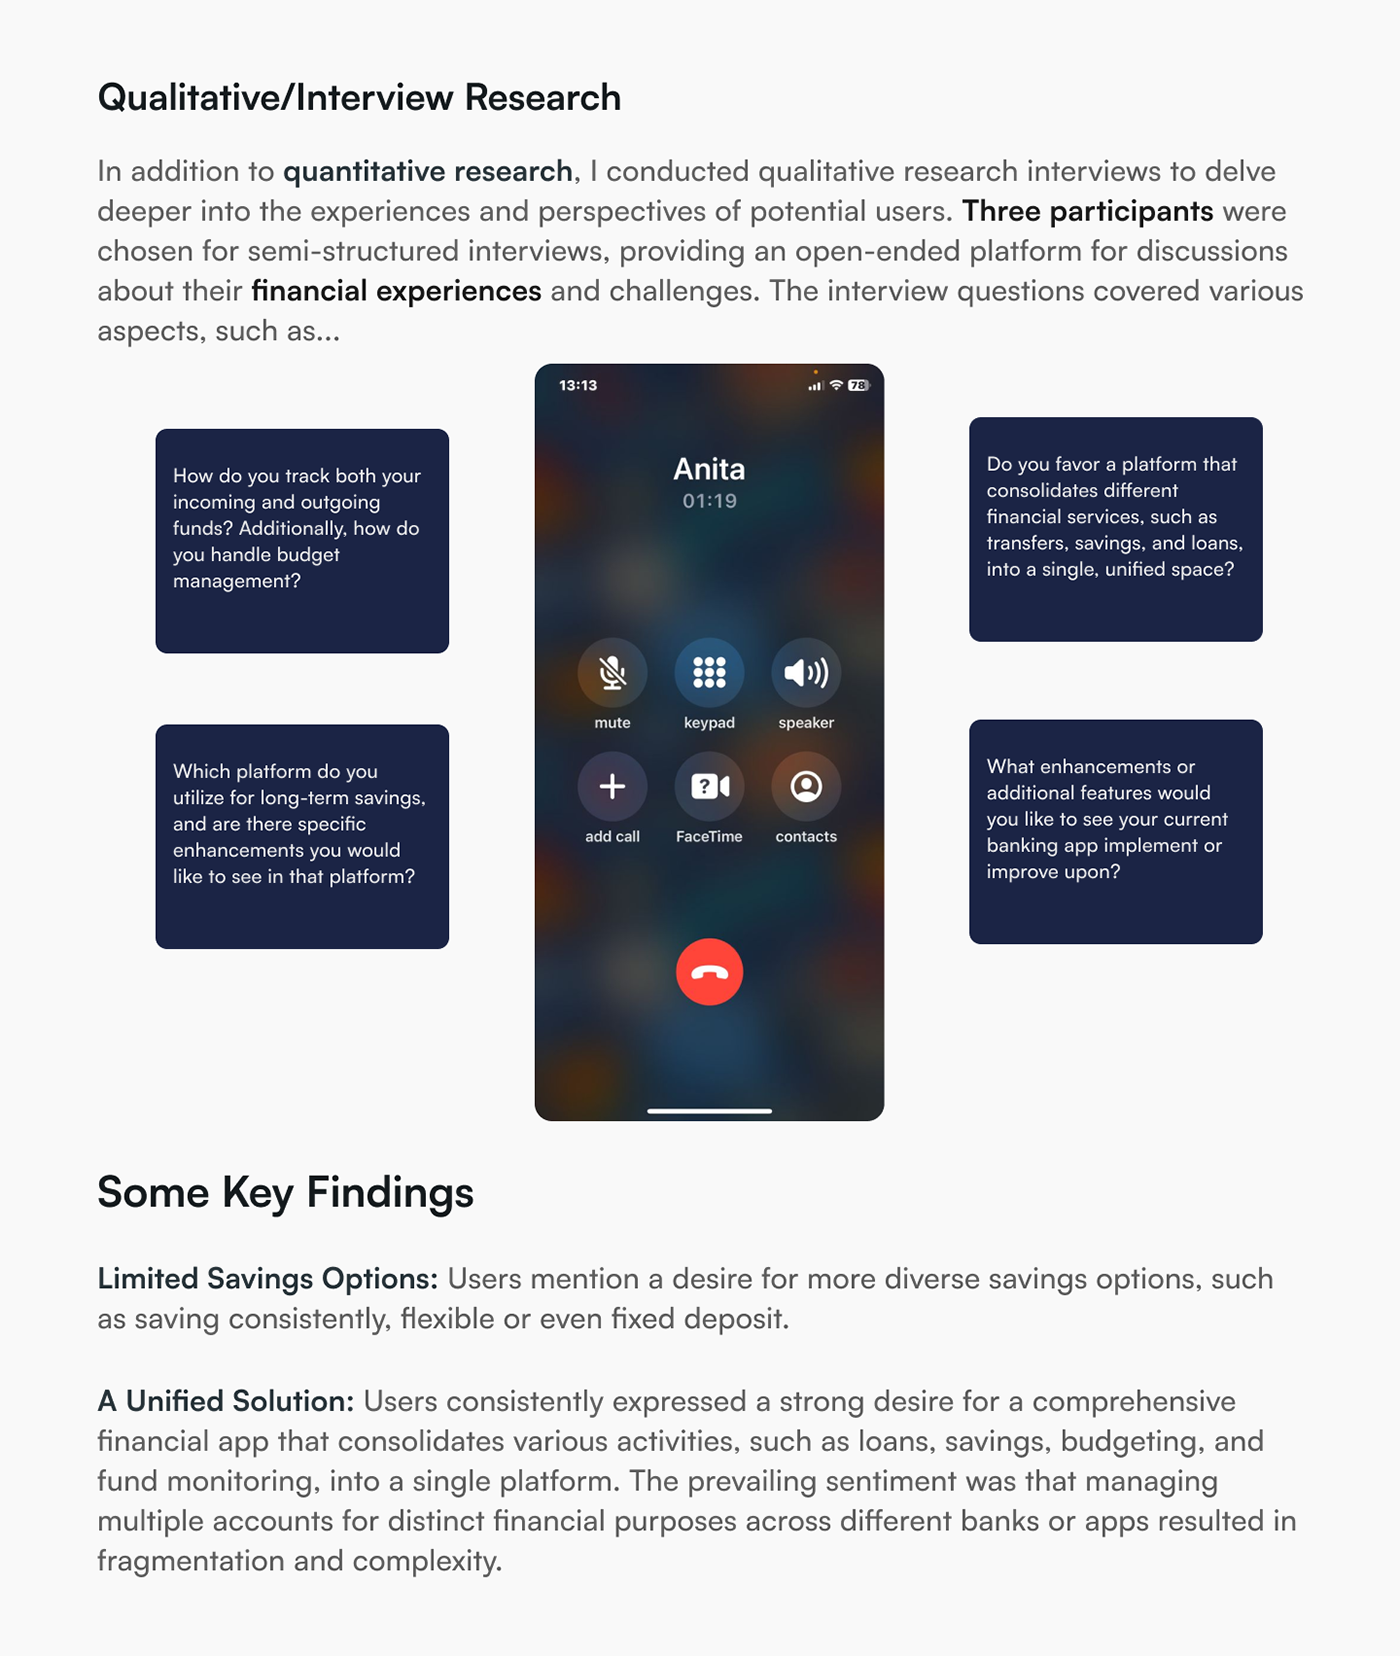 Qualitative/Interview Research
In addition to quantitative research, I conducted qualitative research interviews to delve
deeper into the experiences and perspectives of potential users. Three participants were
chosen for semi-structured interviews, providing an open-ended platform for discussions
about their financial experiences and challenges. The interview questions covered various
aspects, such as...
How do you track both your
incoming and outgoing
funds? Additionally, how do
you handle budget
management?
Which platform do you
utilize for long-term savings,
and are there specific
enhancements you would
like to see in that platform?
13:13
78
Anita
01:19
mute
keypad
speaker
add call
FaceTime
contacts
Do you favor a platform that
consolidates different
financial services, such as
transfers, savings, and loans,
into a single, unified space?
What enhancements or
additional features would
you like to see your current
banking app implement or
improve upon?
Some Key Findings
Limited Savings Options: Users mention a desire for more diverse savings options, such
as saving consistently, flexible or even fixed deposit.
A Unified Solution: Users consistently expressed a strong desire for a comprehensive
financial app that consolidates various activities, such as loans, savings, budgeting, and
fund monitoring, into a single platform. The prevailing sentiment was that managing
multiple accounts for distinct financial purposes across different banks or apps resulted in
fragmentation and complexity.